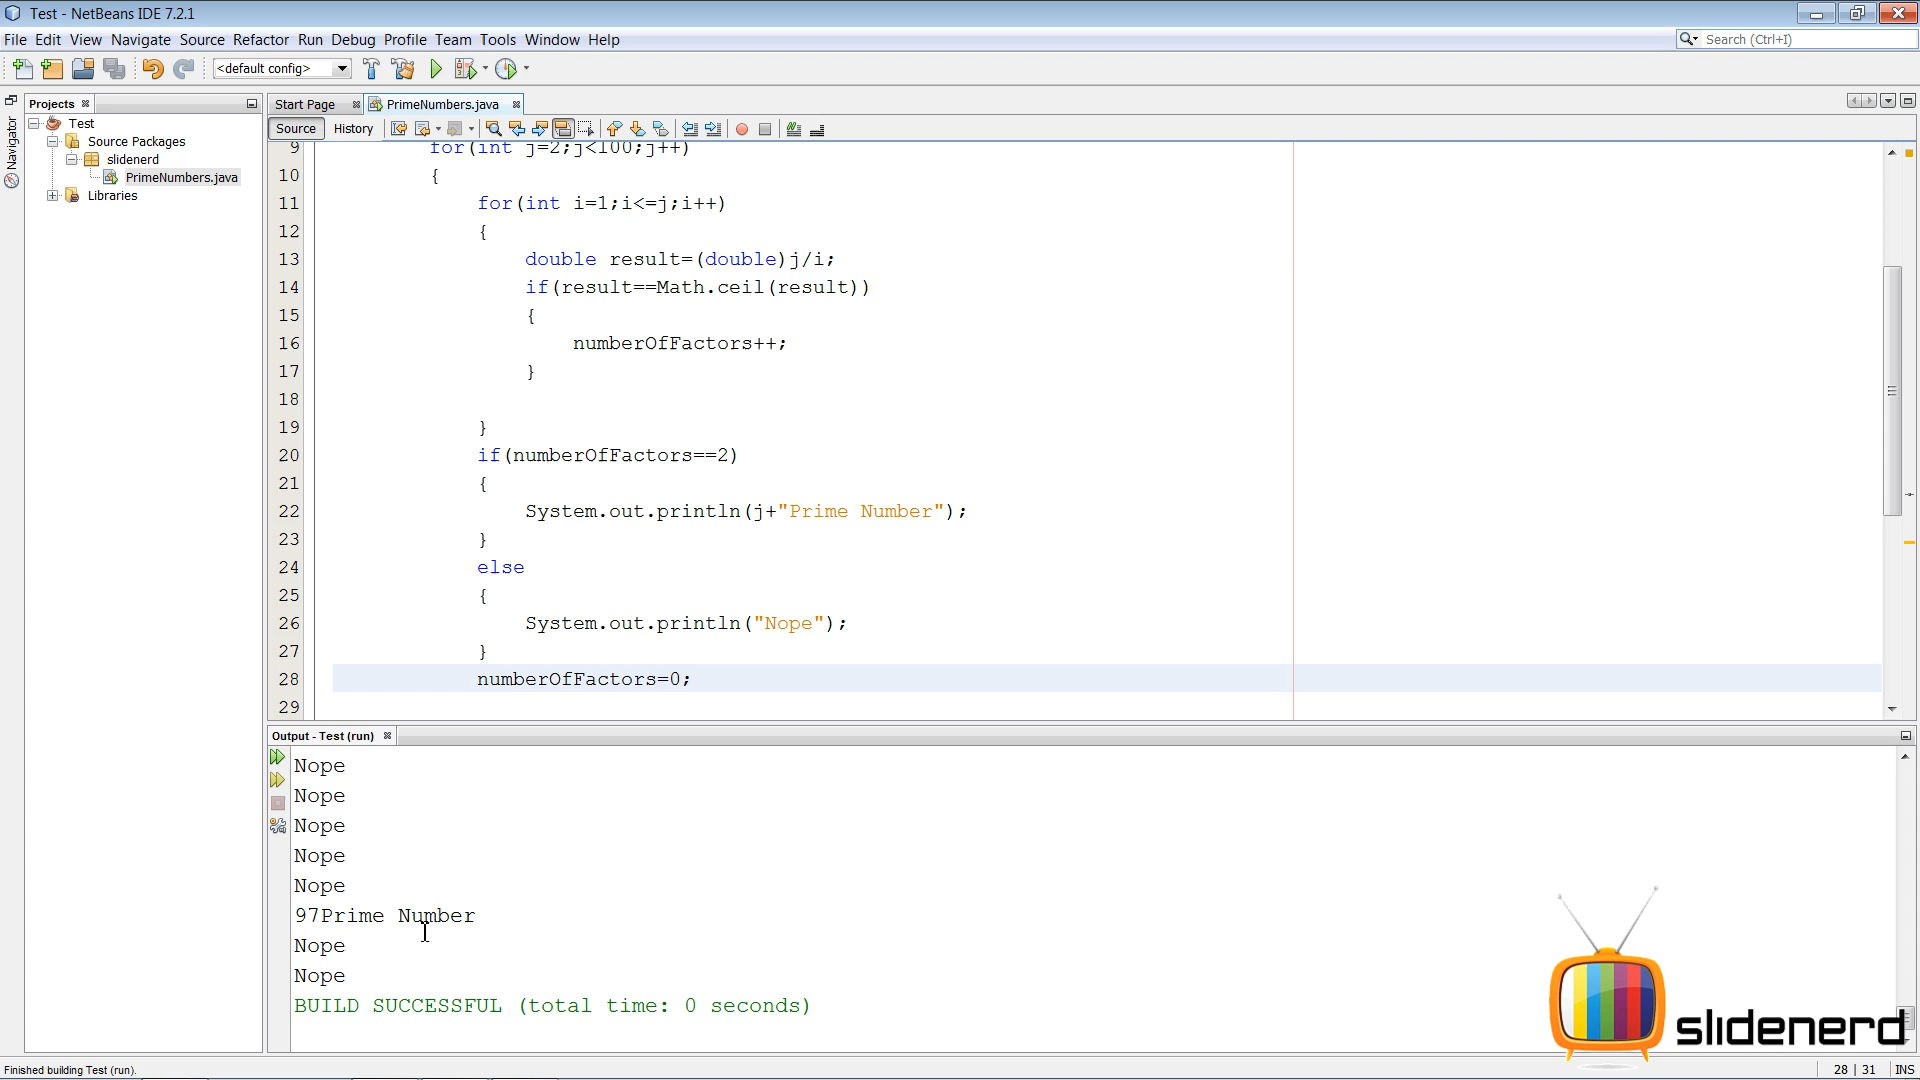 Test - NetBeans IDE 7.2.1
File Edit View Navigate Source Refactor Run Debug Profile Team Tools Window Help
Search (Ctrl+I)
<default config>
Navigator
Projects
Test
Source Packages
slidenerd
PrimeNumbers.java
Libraries
Start Page
PrimeNumbers.java
Source
History
9 for(int j=2;j<100;j++)
10 {
11 for(int i=1;i<=j;i++)
12 {
13 double result=(double)j/i;
14 if(result==Math.ceil(result))
15 {
16 numberOfFactors++;
17 }
18
19 }
20 if(numberOfFactors==2)
21 {
22 System.out.println(j+"Prime Number");
23 }
24 else
25 {
26 System.out.println("Nope");
27 }
28 numberOfFactors=0;
29
Output - Test (run)
Nope
Nope
Nope
Nope
Nope
97Prime Number
Nope
Nope
BUILD SUCCESSFUL (total time: 0 seconds)
slidenerd
Finished building Test (run).
28 | 31 INS